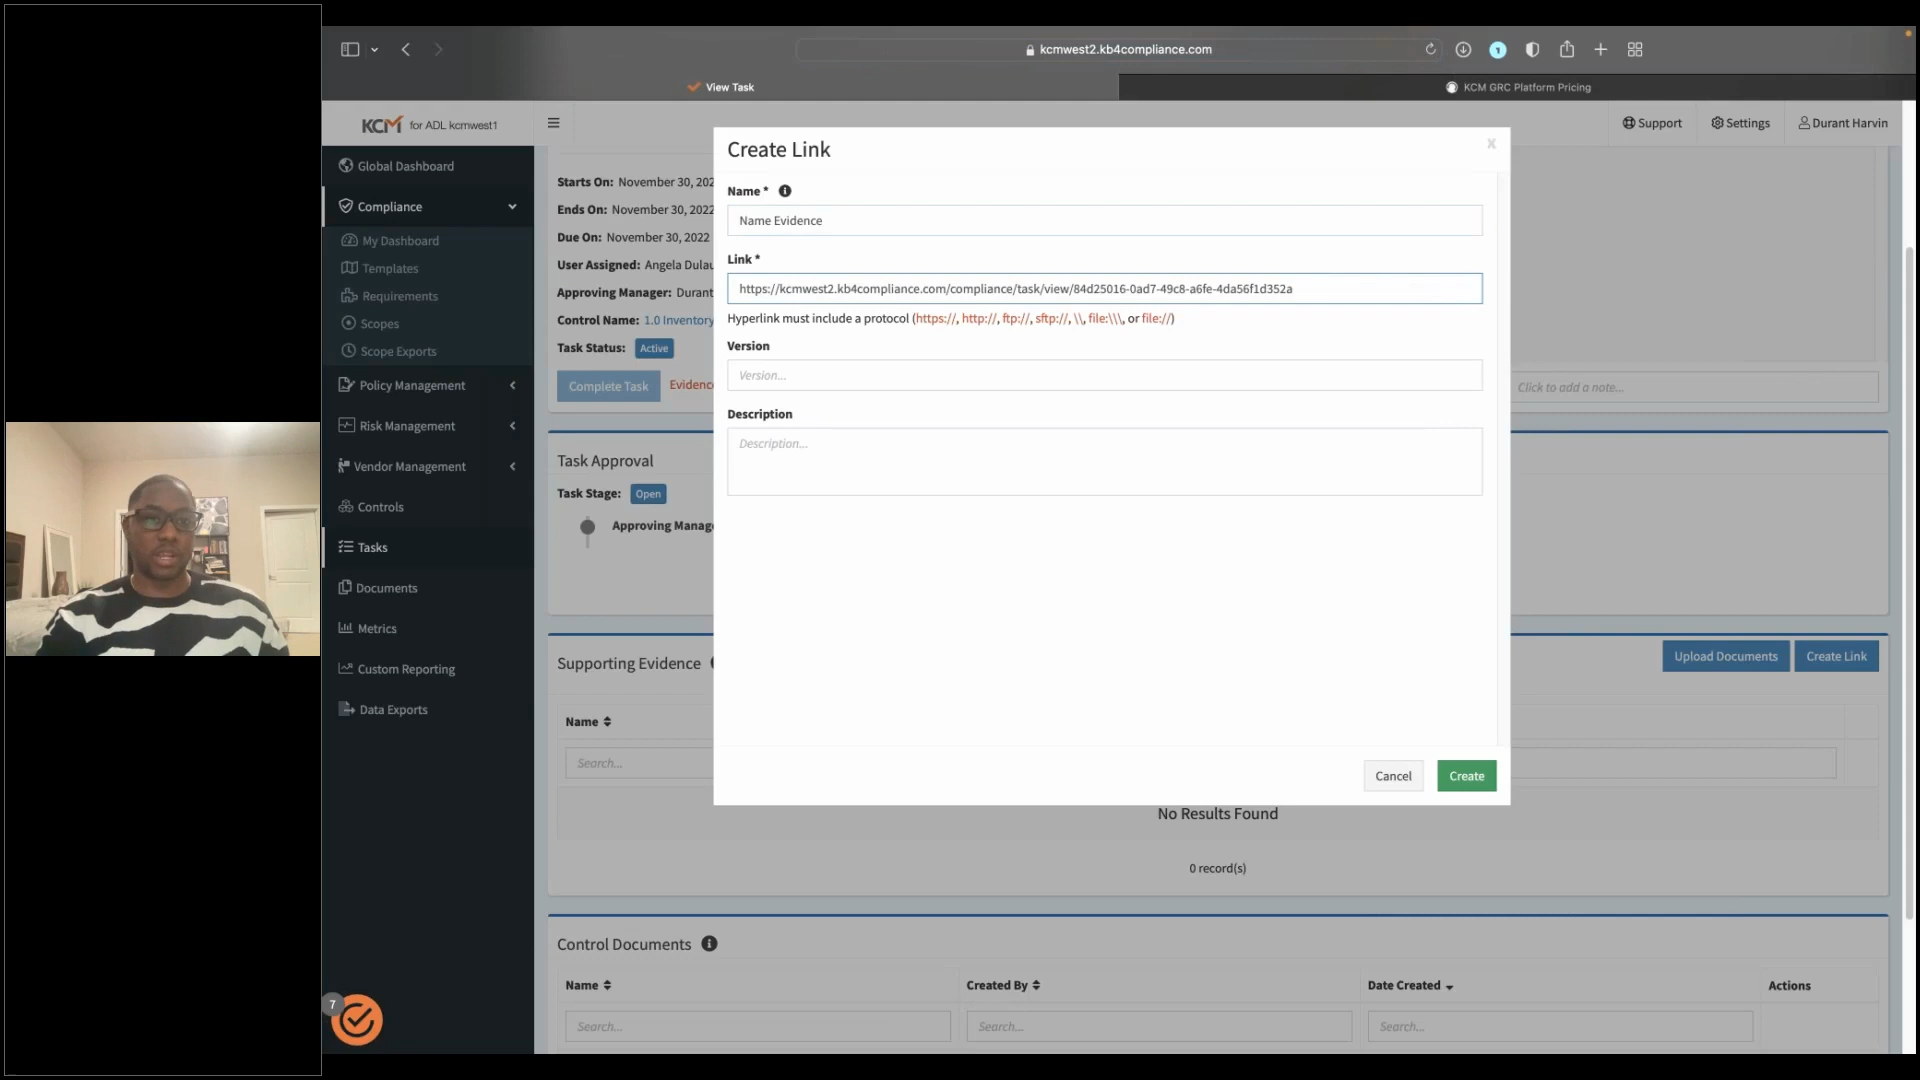 kcmwest2.kb4compliance.com
1
View Task
KCM GRC Platform Pricing
KCM for ADL kcmwest1
Support
Settings
Durant Harvin
Global Dashboard
Compliance
My Dashboard
Templates
Requirements
Scopes
Scope Exports
Policy Management
Risk Management
Vendor Management
Controls
Tasks
Documents
Metrics
Custom Reporting
Data Exports
7
Starts On: November 30, 202
Ends On: November 30, 2022
Due On: November 30, 2022
User Assigned: Angela Dulau
Approving Manager: Durant
Control Name: 1.0 Inventory
Task Status: Active
Complete Task
Evidenc
Click to add a note...
Task Approval
Task Stage: Open
Approving Manag
Supporting Evidence
Upload Documents
Create Link
Name
Search...
No Results Found
0 record(s)
Control Documents
Name
Created By
Date Created
Actions
Search...
Search...
Search...
Create Link
x
Name *
Name Evidence
Link *
https://kcmwest2.kb4compliance.com/compliance/task/view/84d25016-0ad7-49c8-a6fe-4da56f1d352a
Hyperlink must include a protocol (https://, http://, ftp://, sftp://, \\, file:\\\, or file://)
Version
Version...
Description
Description...
Cancel
Create